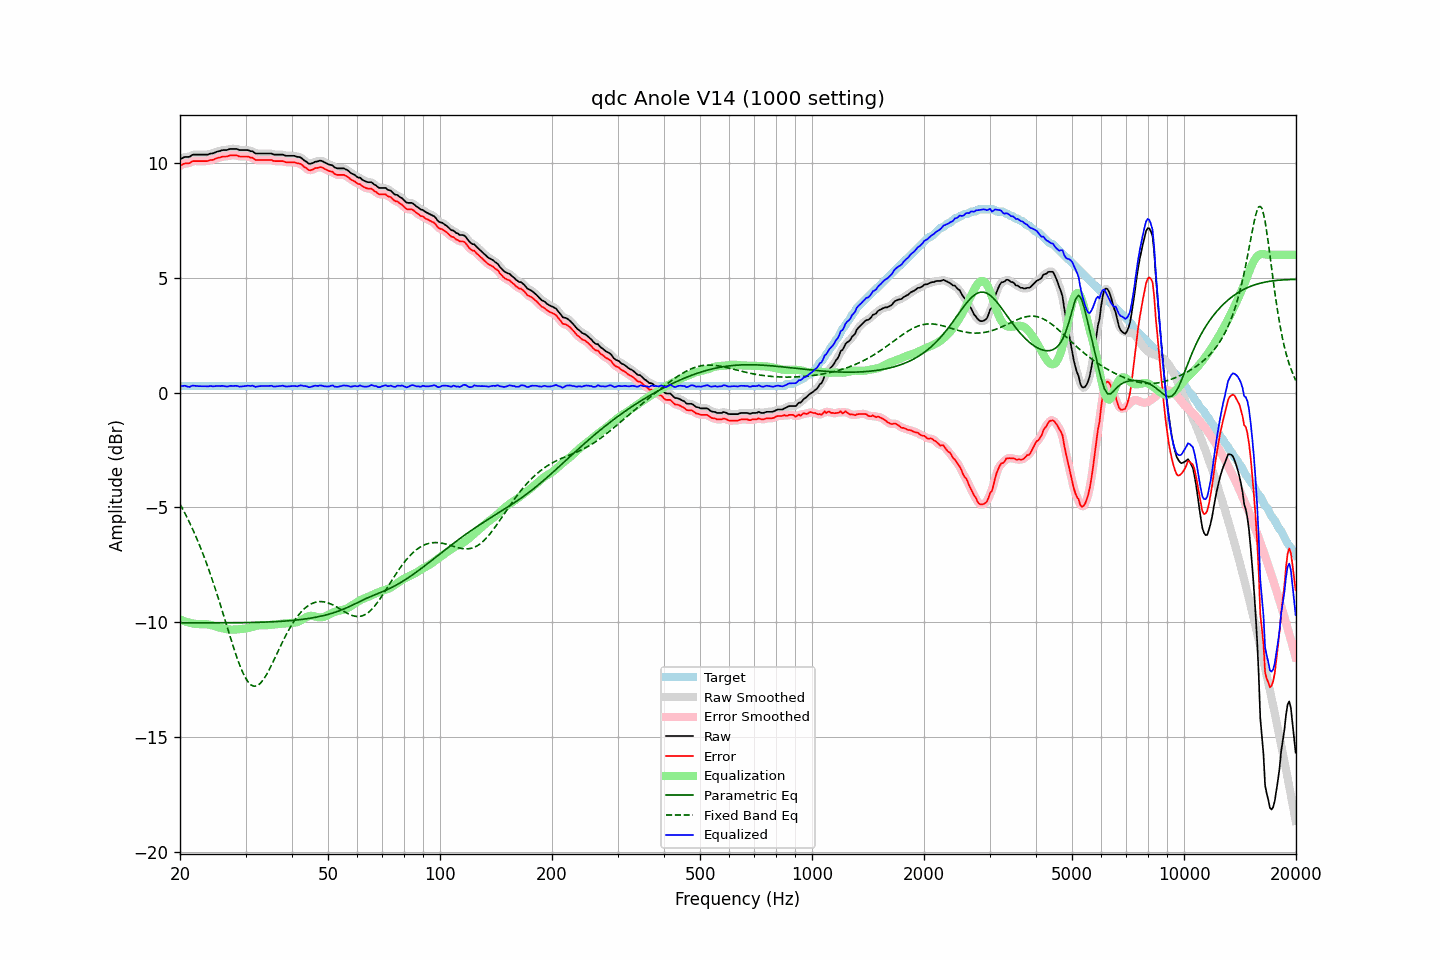 qdc Anole V14 (1000 setting)
Amplitude (dBr)
10
5
0
−5
−10
−15
−20
Target
Raw Smoothed
Error Smoothed
Raw
Error
Equalization
Parametric Eq
Fixed Band Eq
Equalized
20 50 100 200 500 1000 2000 5000 10000 20000
Frequency (Hz)